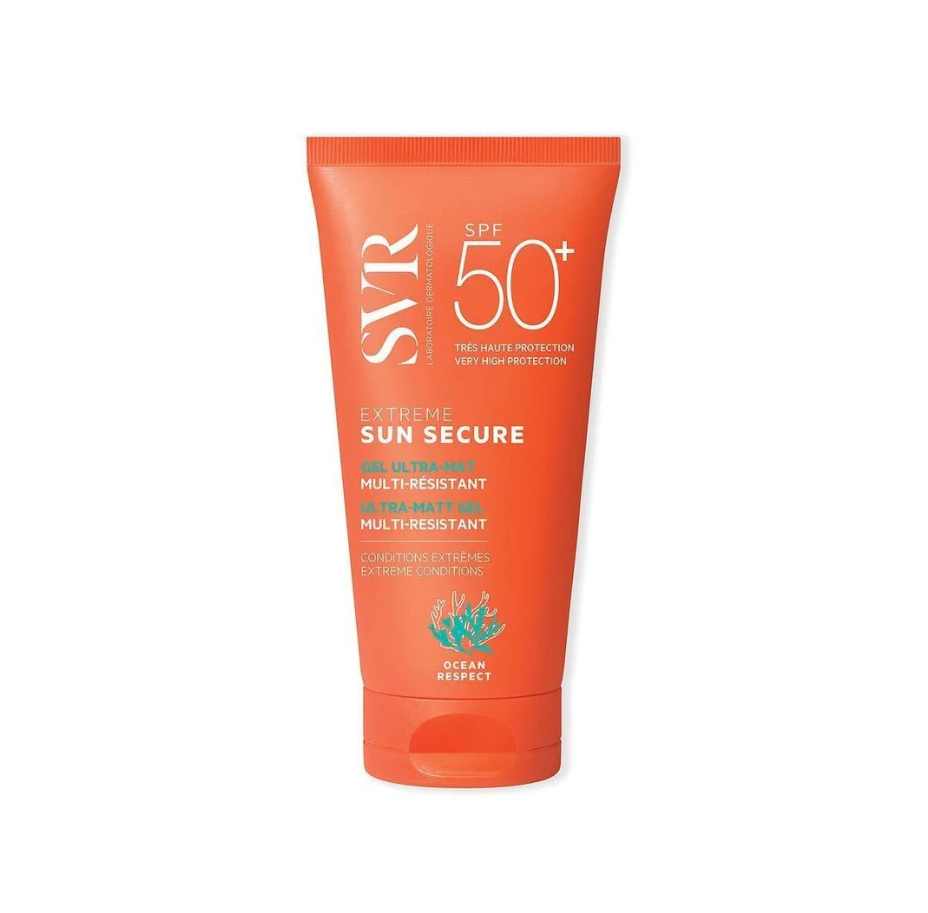 SVR
LABORATOIRE DERMATOLOGIQUE
SPF
50+
TRÈS HAUTE PROTECTION
VERY HIGH PROTECTION
EXTREME
SUN SECURE
GEL ULTRA-MAT
MULTI-RÉSISTANT
ULTRA-MATT GEL
MULTI-RESISTANT
CONDITIONS EXTRÊMES
EXTREME CONDITIONS
OCEAN
RESPECT